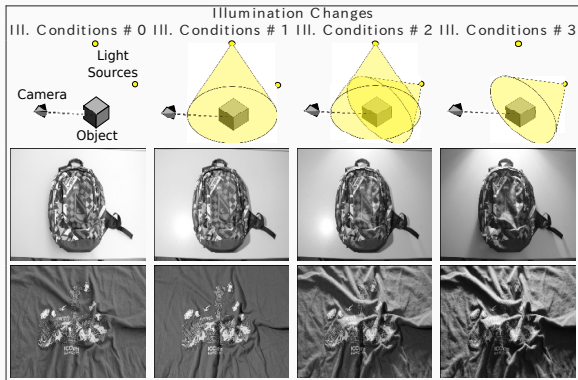 Illumination Changes
Ill. Conditions # 0 Ill. Conditions # 1 Ill. Conditions # 2 Ill. Conditions # 3
Light
Sources
Camera
Object